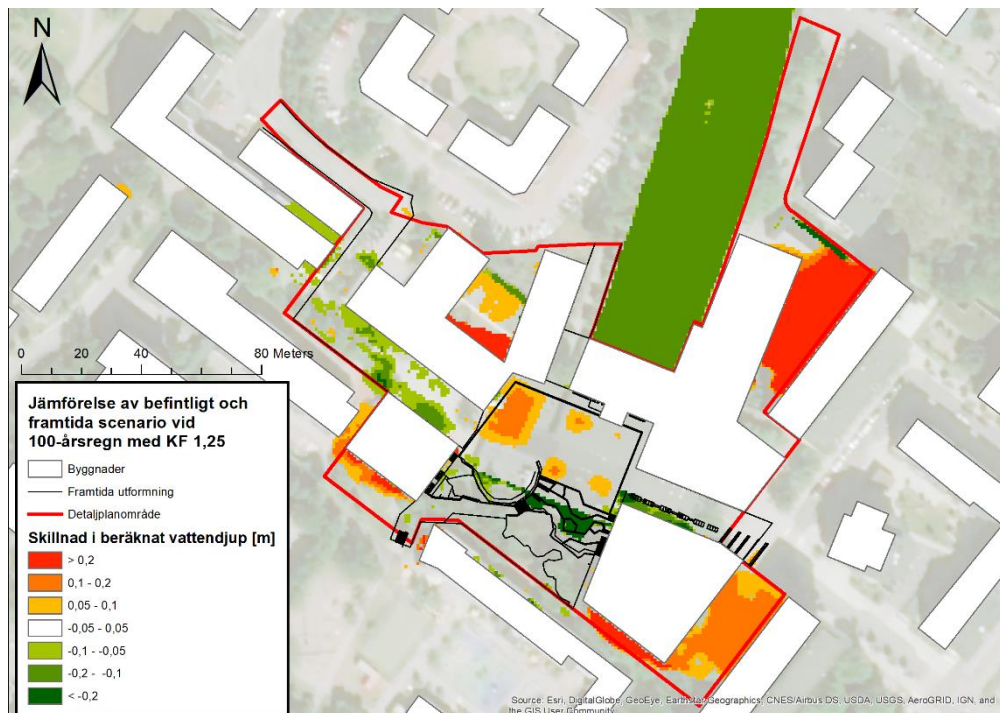 N
0 20 40 80 Meters
Jämförelse av befintligt och
framtida scenario vid
100-årsregn med KF 1,25
Byggnader
Framtida utformning
Detaljplanområde
Skillnad i beräknat vattendjup [m]
> 0,2
0,1 - 0,2
0,05 - 0,1
-0,05 - 0,05
-0,1 - -0,05
-0,2 - -0,1
< -0,2
Source: Esri, DigitalGlobe, GeoEye, Earthstar Geographics, CNES/Airbus DS, USDA, USGS, AeroGRID, IGN, and
the GIS User Community